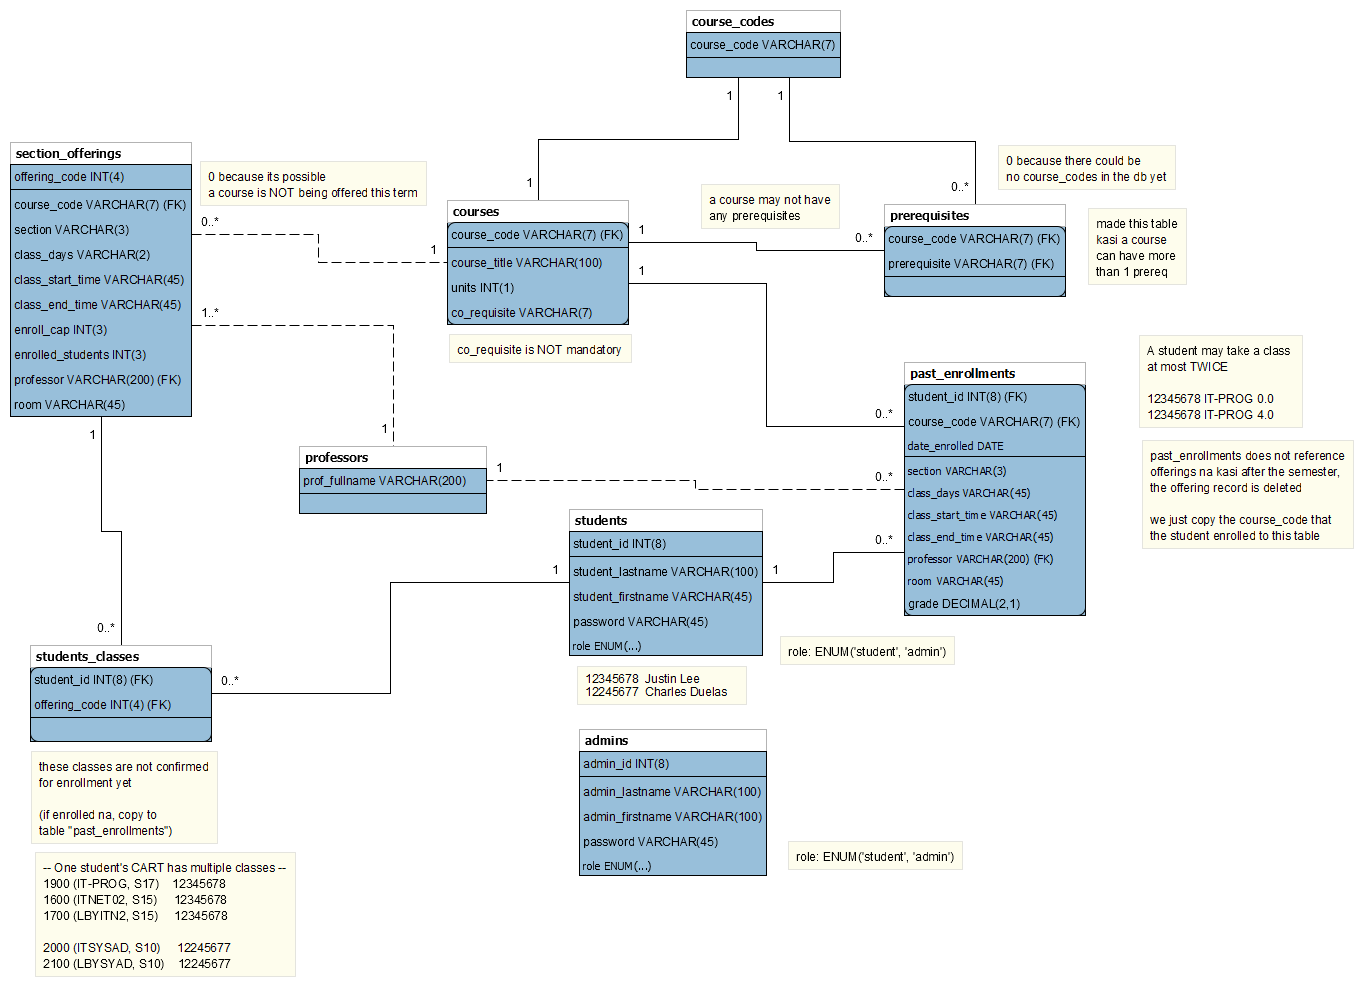 course_codes
course_code VARCHAR(7)
1
1
section_offerings
offering_code INT(4)
course_code VARCHAR(7) (FK)
section VARCHAR(3)
class_days VARCHAR(2)
class_start_time VARCHAR(45)
class_end_time VARCHAR(45)
enroll_cap INT(3)
enrolled_students INT(3)
professor VARCHAR(200) (FK)
room VARCHAR(45)
0 because its possible
a course is NOT being offered this term
0..*
1
1..*
1
1
courses
course_code VARCHAR(7) (FK)
course_title VARCHAR(100)
units INT(1)
co_requisite VARCHAR(7)
co_requisite is NOT mandatory
1
1
a course may not have
any prerequisites
0..*
0..*
0 because there could be
no course_codes in the db yet
prerequisites
course_code VARCHAR(7) (FK)
prerequisite VARCHAR(7) (FK)
made this table
kasi a course
can have more
than 1 prereq
professors
prof_fullname VARCHAR(200)
1
0..*
0..*
0..*
past_enrollments
student_id INT(8) (FK)
course_code VARCHAR(7) (FK)
date_enrolled DATE
section VARCHAR(3)
class_days VARCHAR(45)
class_start_time VARCHAR(45)
class_end_time VARCHAR(45)
professor VARCHAR(200) (FK)
room VARCHAR(45)
grade DECIMAL(2,1)
A student may take a class
at most TWICE
12345678 IT-PROG 0.0
12345678 IT-PROG 4.0
past_enrollments does not reference
offerings na kasi after the semester,
the offering record is deleted
we just copy the course_code that
the student enrolled to this table
students
student_id INT(8)
student_lastname VARCHAR(100)
student_firstname VARCHAR(45)
password VARCHAR(45)
role ENUM(...)
1
1
role: ENUM('student', 'admin')
12345678 Justin Lee
12245677 Charles Duelas
1
0..*
0..*
students_classes
student_id INT(8) (FK)
offering_code INT(4) (FK)
these classes are not confirmed
for enrollment yet
(if enrolled na, copy to
table "past_enrollments")
-- One student's CART has multiple classes --
1900 (IT-PROG, S17) 12345678
1600 (ITNET02, S15) 12345678
1700 (LBYITN2, S15) 12345678
2000 (ITSYSAD, S10) 12245677
2100 (LBYSYAD, S10) 12245677
admins
admin_id INT(8)
admin_lastname VARCHAR(100)
admin_firstname VARCHAR(100)
password VARCHAR(45)
role ENUM(...)
role: ENUM('student', 'admin')